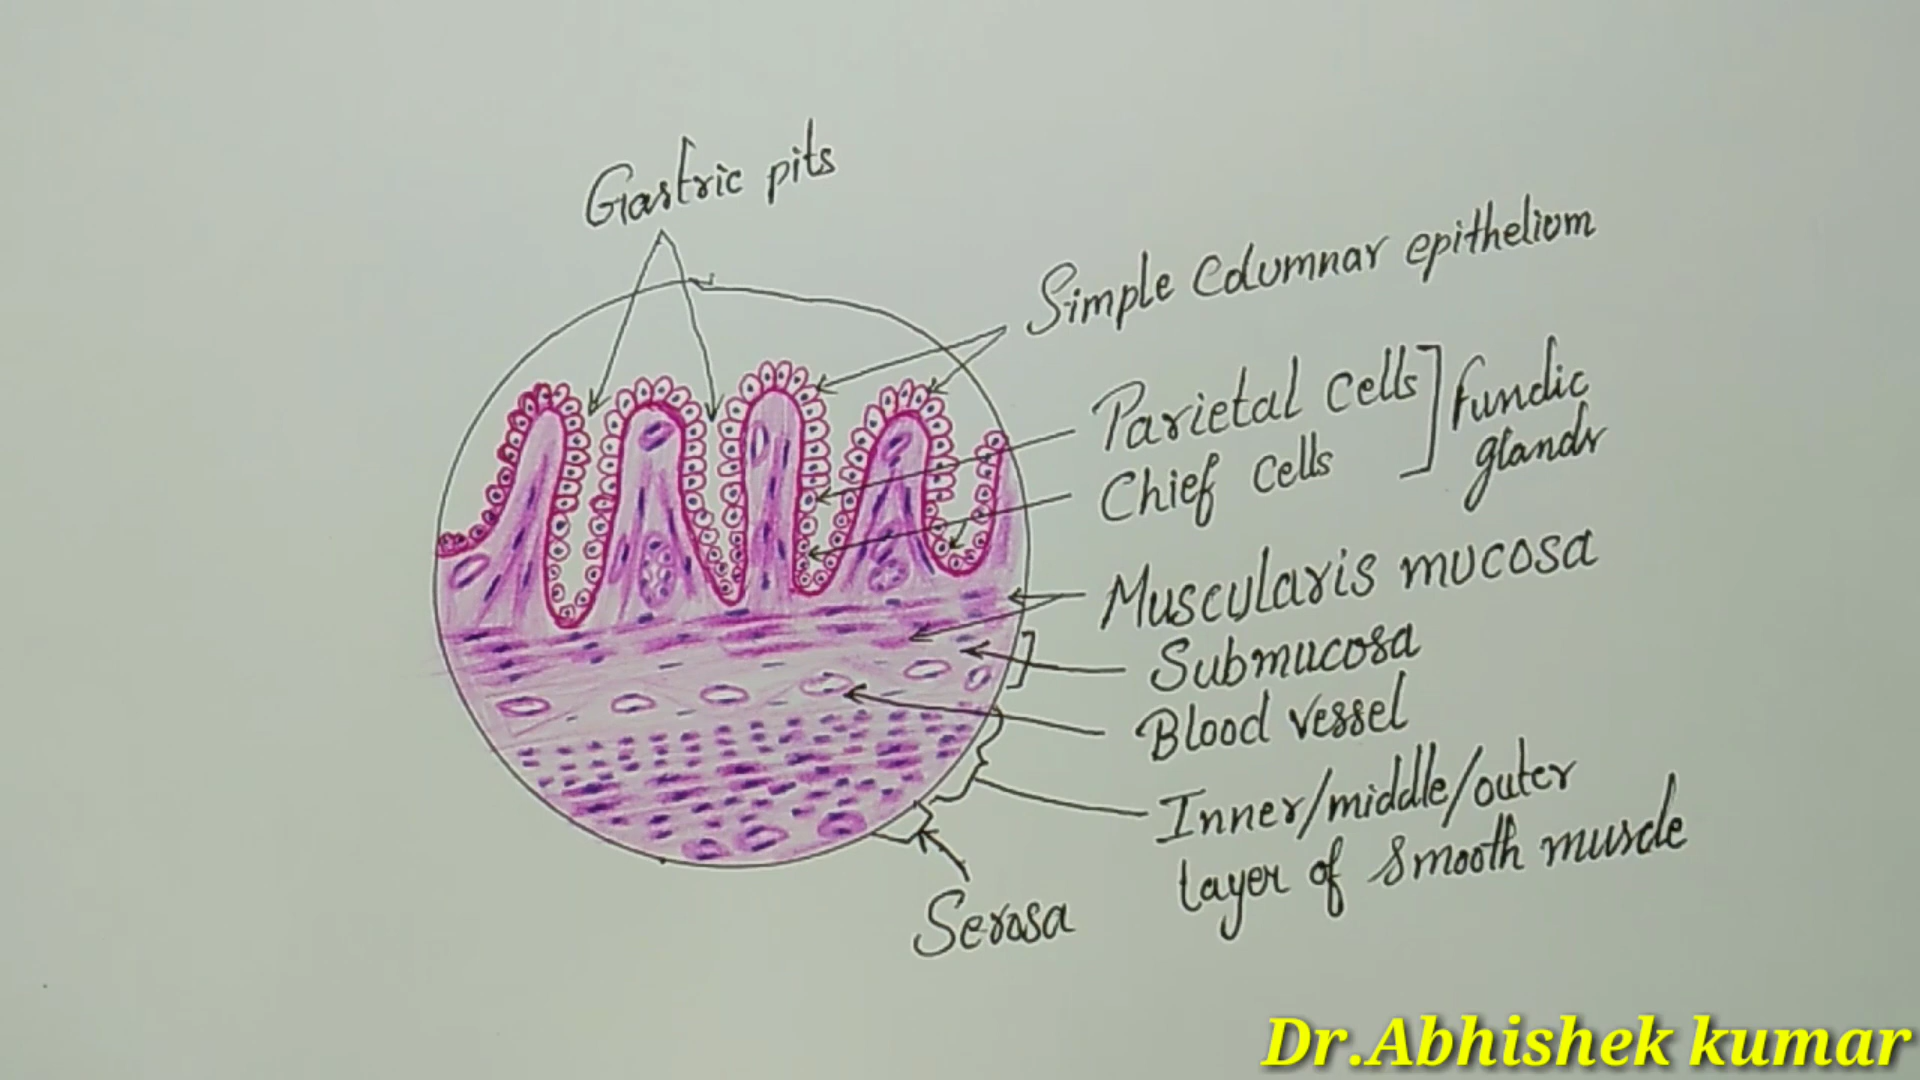 Gastric pits
Simple columnar epithelium
Parietal cells
Chief cells
fundic
glands
Muscularis mucosa
Submucosa
Blood vessel
Inner/middle/outer
layer of smooth muscle
Serosa
Dr.Abhishek kumar